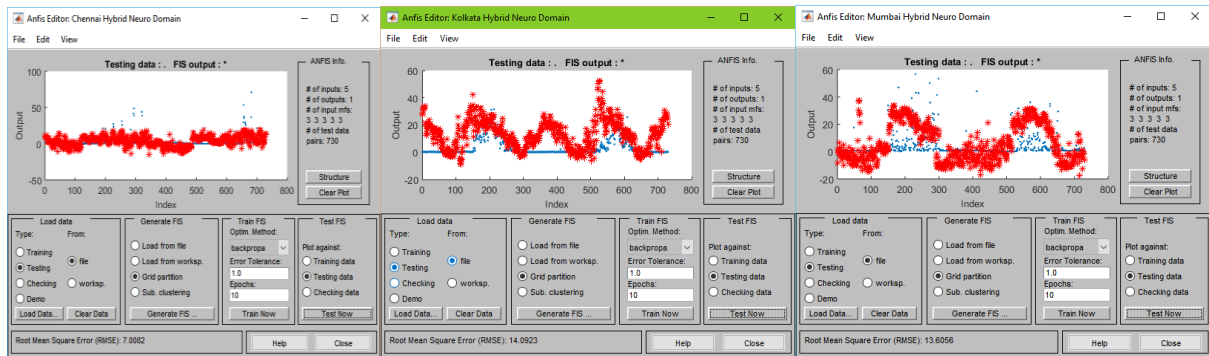 Anfis Editor: Chennai Hybrid Neuro Domain
File Edit View
Testing data : . FIS output : *
100
50
0
-50
Output
0 100 200 300 400 500 600 700 800
Index
ANFIS Info.
# of inputs: 5
# of outputs: 1
# of input mfs:
3 3 3 3 3
# of test data
pairs: 730
Structure
Clear Plot
Load data
Type: From:
Training
Testing
Checking
Demo
file
worksp.
Load Data... Clear Data
Generate FIS
Load from file
Load from worksp.
Grid partition
Sub. clustering
Generate FIS ...
Train FIS
Optim. Method:
backpropa
Error Tolerance:
1.0
Epochs:
10
Train Now
Test FIS
Plot against:
Training data
Testing data
Checking data
Test Now
Root Mean Square Error (RMSE): 7.0082
Help Close
Anfis Editor: Kolkata Hybrid Neuro Domain
File Edit View
Testing data : . FIS output : *
60
40
20
0
-20
Output
0 100 200 300 400 500 600 700 800
Index
ANFIS Info.
# of inputs: 5
# of outputs: 1
# of input mfs:
3 3 3 3 3
# of test data
pairs: 730
Structure
Clear Plot
Load data
Type: From:
Training
Testing
Checking
Demo
file
worksp.
Load Data... Clear Data
Generate FIS
Load from file
Load from worksp.
Grid partition
Sub. clustering
Generate FIS ...
Train FIS
Optim. Method:
backpropa
Error Tolerance:
1.0
Epochs:
10
Train Now
Test FIS
Plot against:
Training data
Testing data
Checking data
Test Now
Root Mean Square Error (RMSE): 14.0923
Help Close
Anfis Editor: Mumbai Hybrid Neuro Domain
File Edit View
Testing data : . FIS output : *
60
40
20
0
-20
Output
0 100 200 300 400 500 600 700 800
Index
ANFIS Info.
# of inputs: 5
# of outputs: 1
# of input mfs:
3 3 3 3 3
# of test data
pairs: 730
Structure
Clear Plot
Load data
Type: From:
Training
Testing
Checking
Demo
file
worksp.
Load Data... Clear Data
Generate FIS
Load from file
Load from worksp.
Grid partition
Sub. clustering
Generate FIS ...
Train FIS
Optim. Method:
backpropa
Error Tolerance:
1.0
Epochs:
10
Train Now
Test FIS
Plot against:
Training data
Testing data
Checking data
Test Now
Root Mean Square Error (RMSE): 13.6056
Help Close